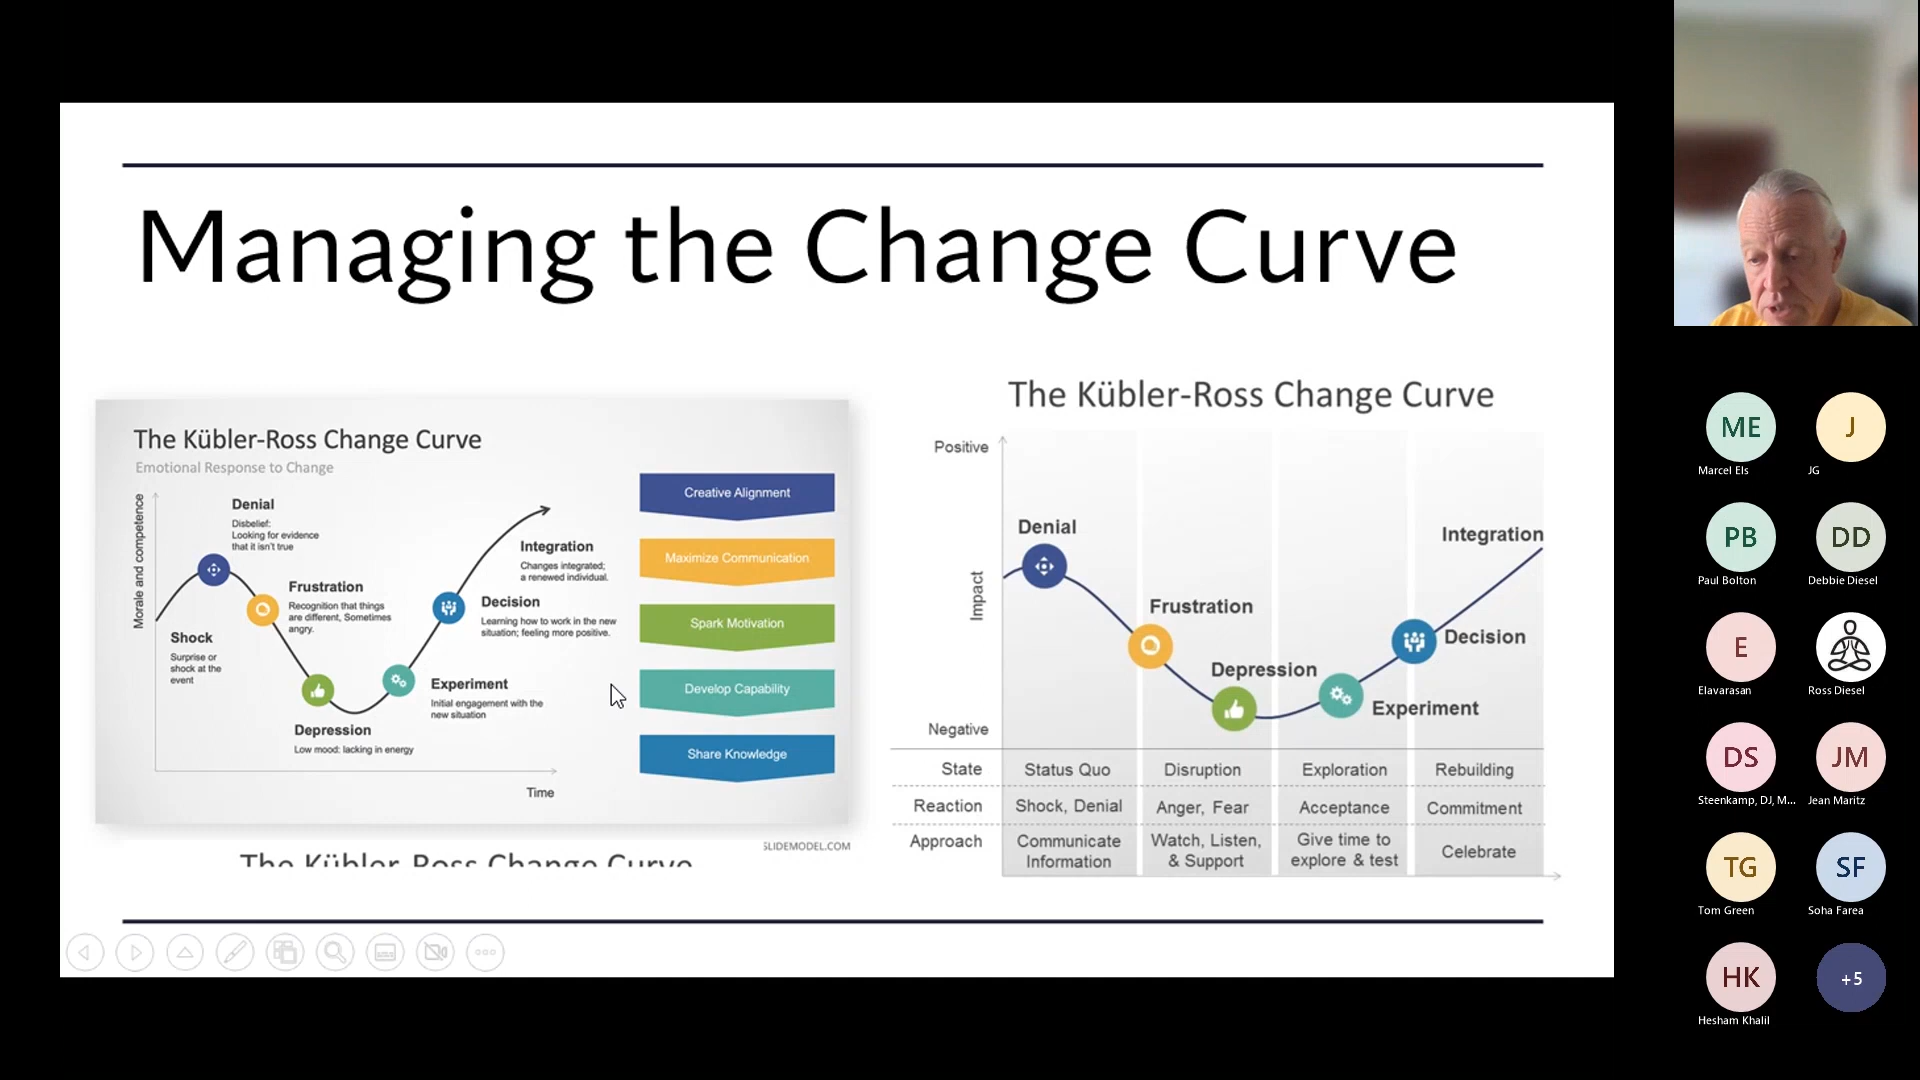 Managing the Change Curve
The Kübler-Ross Change Curve
Emotional Response to Change
Morale and competence
Denial
Disbelief:
Looking for evidence
that it isn't true
Frustration
Recognition that things
are different, Sometimes
angry.
Shock
Surprise or
shock at the
event
Depression
Low mood: lacking in energy
Experiment
Initial engagement with the
new situation
Decision
Learning how to work in the new
situation; feeling more positive.
Integration
Changes integrated;
a renewed individual.
Time
Creative Alignment
Maximize Communication
Spark Motivation
Develop Capability
Share Knowledge
SLIDEMODEL.COM
The Kübler-Ross Change Curve
The Kübler-Ross Change Curve
Positive
Impact
Negative
Denial
Frustration
Depression
Experiment
Decision
Integration
State Status Quo Disruption Exploration Rebuilding
Reaction Shock, Denial Anger, Fear Acceptance Commitment
Approach Communicate Information Watch, Listen, & Support Give time to explore & test Celebrate
ME J
Marcel Els JG
PB DD
Paul Bolton Debbie Diesel
E
Elavarasan Ross Diesel
DS JM
Steenkamp, DJ, M... Jean Maritz
TG SF
Tom Green Soha Farea
HK +5
Hesham Khalil